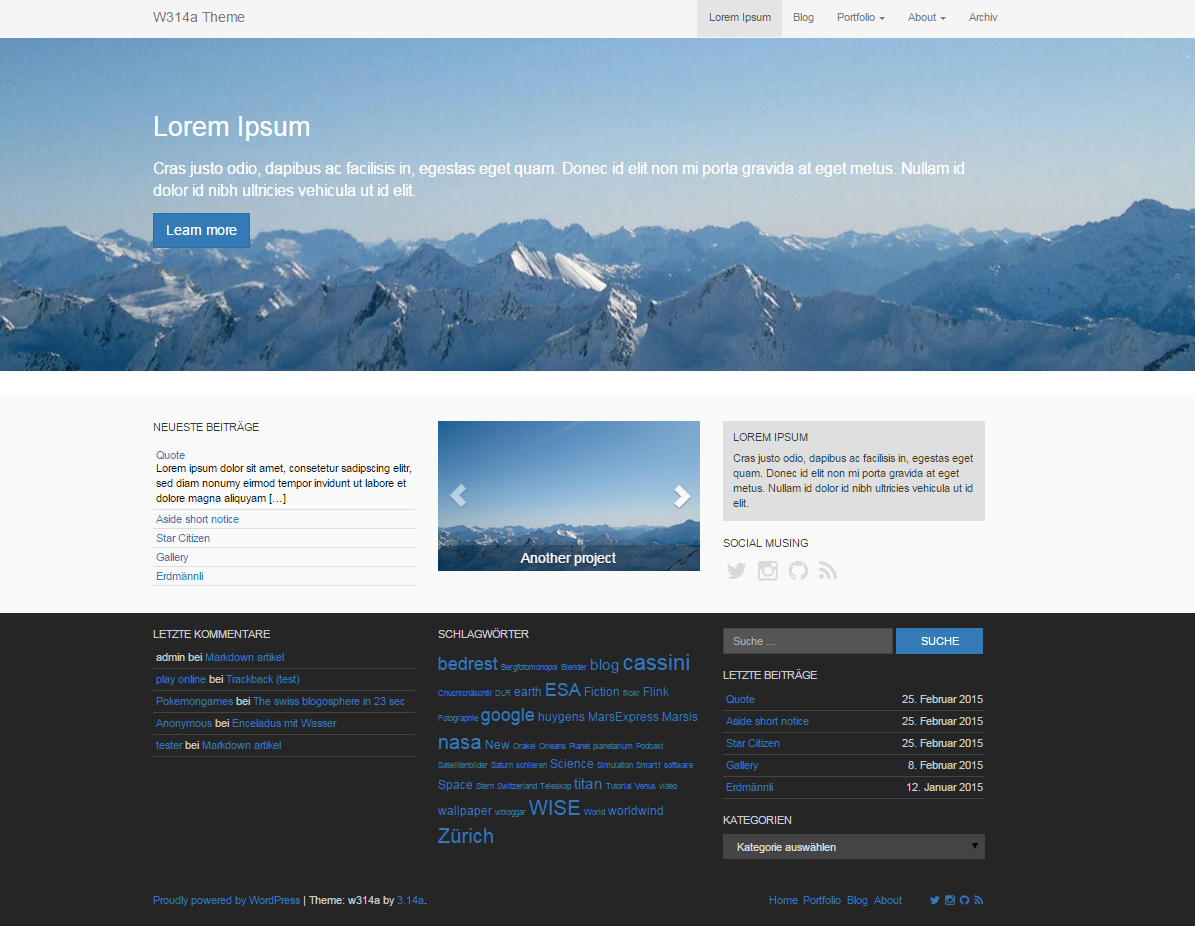 W314a Theme
Lorem Ipsum Blog Portfolio About Archiv
Lorem Ipsum
Cras justo odio, dapibus ac facilisis in, egestas eget quam. Donec id elit non mi porta gravida at eget metus. Nullam id
dolor id nibh ultricies vehicula ut id elit.
Learn more
NEUESTE BEITRÄGE
Quote
Lorem ipsum dolor sit amet, consetetur sadipscing elitr,
sed diam nonumy eirmod tempor invidunt ut labore et
dolore magna aliquyam […]
Aside short notice
Star Citizen
Gallery
Erdmännli
Another project
LOREM IPSUM
Cras justo odio, dapibus ac facilisis in, egestas eget
quam. Donec id elit non mi porta gravida at eget
metus. Nullam id dolor id nibh ultricies vehicula ut id
elit.
SOCIAL MUSING
LETZTE KOMMENTARE
admin bei Markdown artikel
play online bei Trackback (test)
Pokemongames bei The swiss blogosphere in 23 sec
Anonymous bei Enceladus mit Wasser
tester bei Markdown artikel
SCHLAGWÖRTER
bedrest Bergfotomonopol Blender blog cassini
Chuchichäschtli DLR earth ESA Fiction flickr Flink
Fotographie google huygens MarsExpress Marsis
nasa New Orakel Orleans Planet planetarium Podcast
Satellitenbilder Saturn schlieren Science Simulation Smart1 software
Space Stern Switzerland Teleskop titan Tutorial Venus video
wallpaper wbloggar WISE World worldwind
Zürich
Suche …
SUCHE
LETZTE BEITRÄGE
Quote 25. Februar 2015
Aside short notice 25. Februar 2015
Star Citizen 25. Februar 2015
Gallery 8. Februar 2015
Erdmännli 12. Januar 2015
KATEGORIEN
Kategorie auswählen
Proudly powered by WordPress | Theme: w314a by 3.14a.
Home Portfolio Blog About